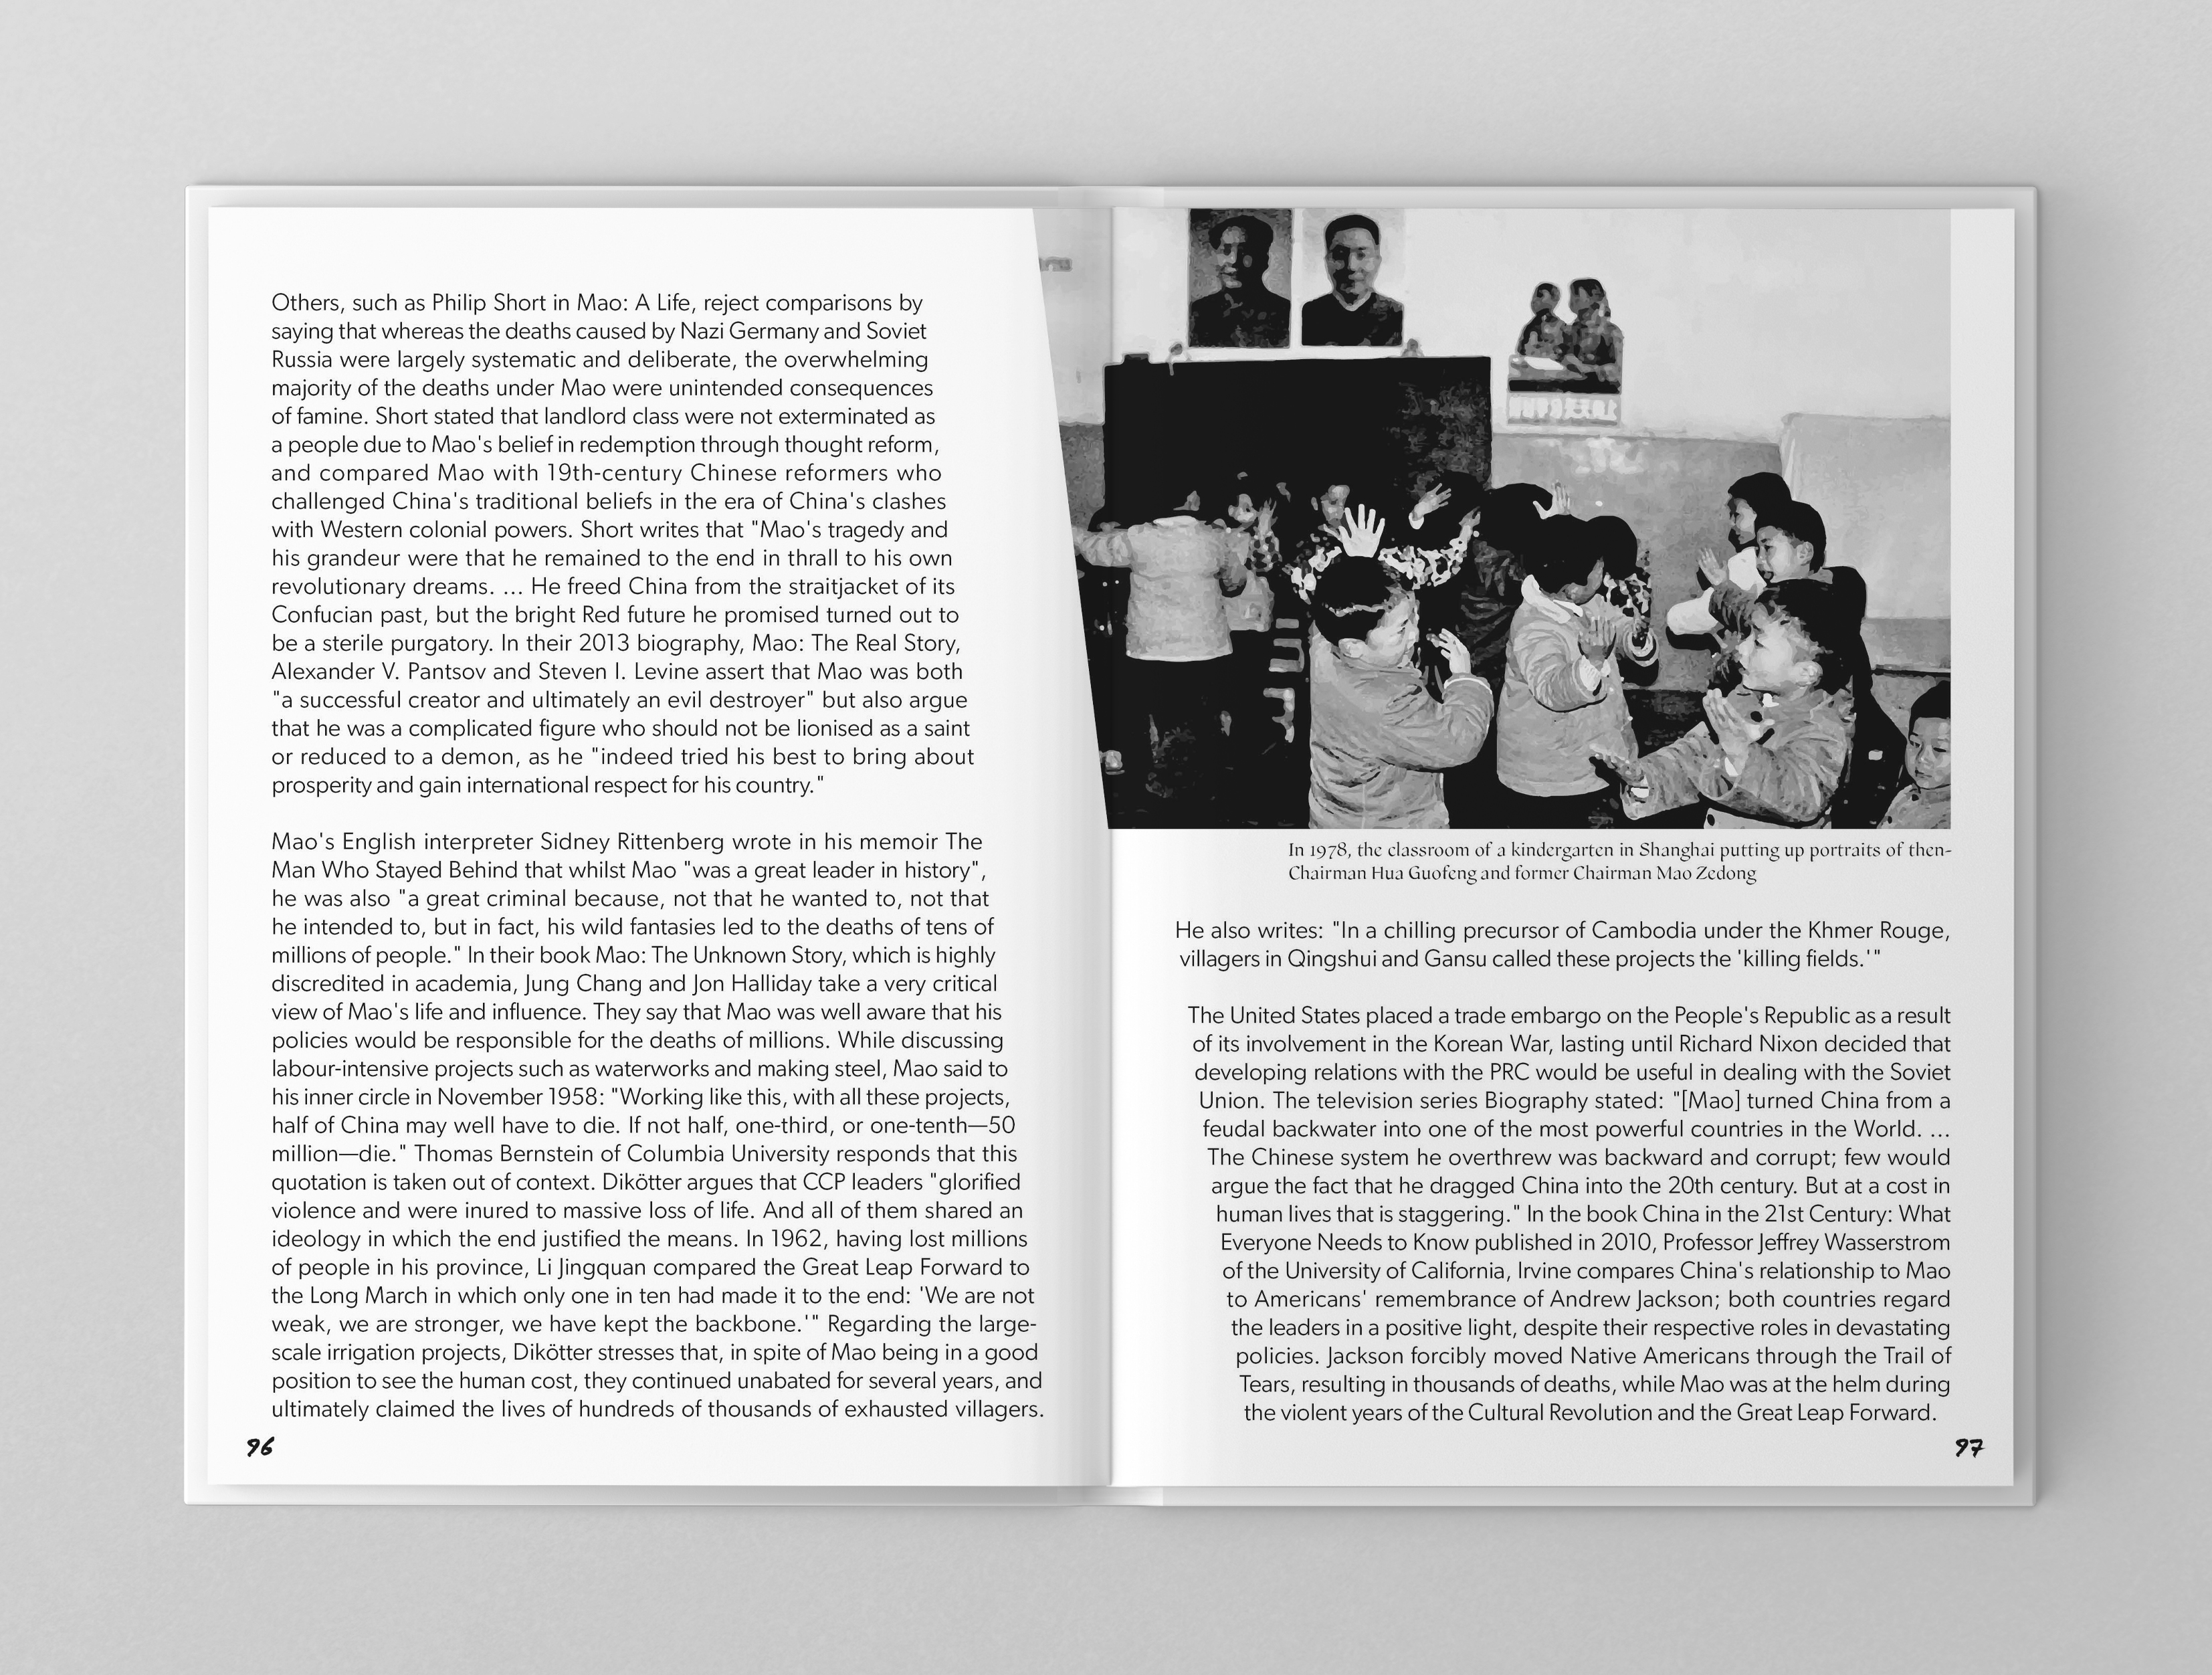 Others, such as Philip Short in Mao: A Life, reject comparisons by
saying that whereas the deaths caused by Nazi Germany and Soviet
Russia were largely systematic and deliberate, the overwhelming
majority of the deaths under Mao were unintended consequences
of famine. Short stated that landlord class were not exterminated as
a people due to Mao's belief in redemption through thought reform,
and compared Mao with 19th-century Chinese reformers who
challenged China's traditional beliefs in the era of China's clashes
with Western colonial powers. Short writes that "Mao's tragedy and
his grandeur were that he remained to the end in thrall to his own
revolutionary dreams. ... He freed China from the straitjacket of its
Confucian past, but the bright Red future he promised turned out to
be a sterile purgatory. In their 2013 biography, Mao: The Real Story,
Alexander V. Pantsov and Steven I. Levine assert that Mao was both
"a successful creator and ultimately an evil destroyer" but also argue
that he was a complicated figure who should not be lionised as a saint
or reduced to a demon, as he "indeed tried his best to bring about
prosperity and gain international respect for his country."
Mao's English interpreter Sidney Rittenberg wrote in his memoir The
Man Who Stayed Behind that whilst Mao "was a great leader in history",
he was also "a great criminal because, not that he wanted to, not that
he intended to, but in fact, his wild fantasies led to the deaths of tens of
millions of people." In their book Mao: The Unknown Story, which is highly
discredited in academia, Jung Chang and Jon Halliday take a very critical
view of Mao's life and influence. They say that Mao was well aware that his
policies would be responsible for the deaths of millions. While discussing
labour-intensive projects such as waterworks and making steel, Mao said to
his inner circle in November 1958: "Working like this, with all these projects,
half of China may well have to die. If not half, one-third, or one-tenth—50
million—die." Thomas Bernstein of Columbia University responds that this
quotation is taken out of context. Dikötter argues that CCP leaders "glorified
violence and were inured to massive loss of life. And all of them shared an
ideology in which the end justified the means. In 1962, having lost millions
of people in his province, Li Jingquan compared the Great Leap Forward to
the Long March in which only one in ten had made it to the end: 'We are not
weak, we are stronger, we have kept the backbone.'" Regarding the large-
scale irrigation projects, Dikötter stresses that, in spite of Mao being in a good
position to see the human cost, they continued unabated for several years, and
ultimately claimed the lives of hundreds of thousands of exhausted villagers.
96
In 1978, the classroom of a kindergarten in Shanghai putting up portraits of then-
Chairman Hua Guofeng and former Chairman Mao Zedong
He also writes: "In a chilling precursor of Cambodia under the Khmer Rouge,
villagers in Qingshui and Gansu called these projects the 'killing fields.'"
The United States placed a trade embargo on the People's Republic as a result
of its involvement in the Korean War, lasting until Richard Nixon decided that
developing relations with the PRC would be useful in dealing with the Soviet
Union. The television series Biography stated: "[Mao] turned China from a
feudal backwater into one of the most powerful countries in the World. ...
The Chinese system he overthrew was backward and corrupt; few would
argue the fact that he dragged China into the 20th century. But at a cost in
human lives that is staggering." In the book China in the 21st Century: What
Everyone Needs to Know published in 2010, Professor Jeffrey Wasserstrom
of the University of California, Irvine compares China's relationship to Mao
to Americans' remembrance of Andrew Jackson; both countries regard
the leaders in a positive light, despite their respective roles in devastating
policies. Jackson forcibly moved Native Americans through the Trail of
Tears, resulting in thousands of deaths, while Mao was at the helm during
the violent years of the Cultural Revolution and the Great Leap Forward.
97